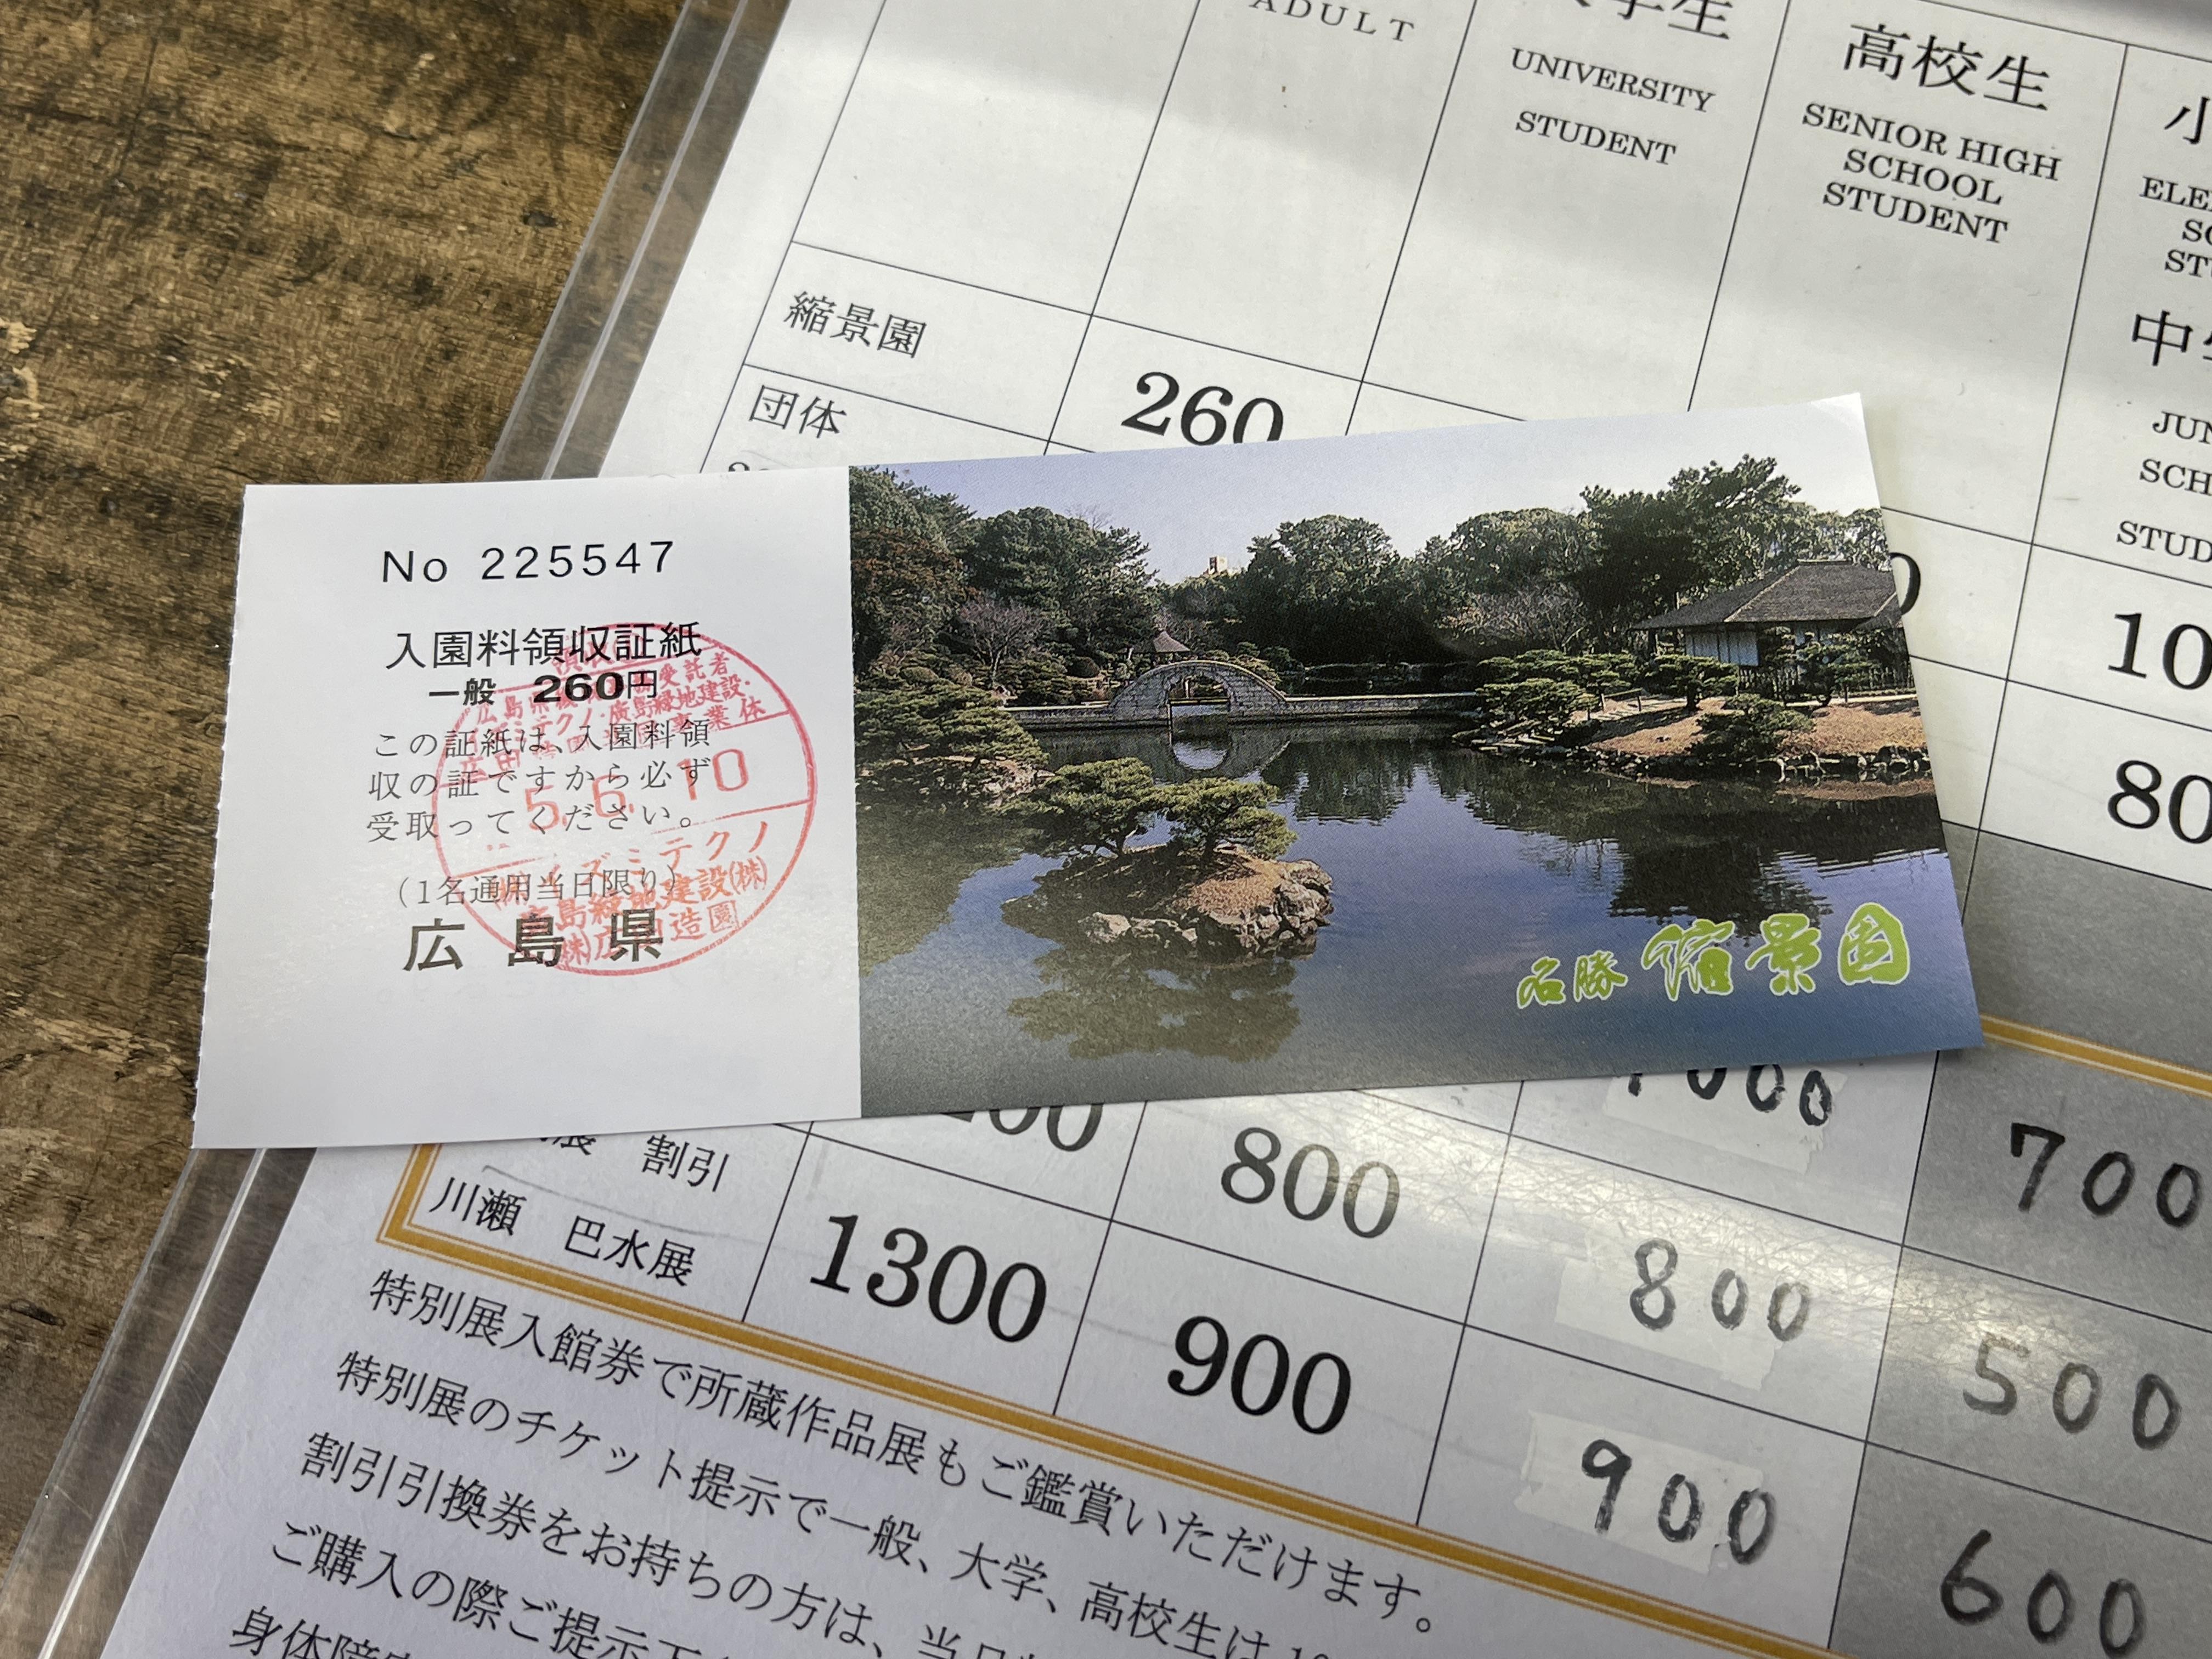 ADULT
UNIVERSITY
STUDENT
高校生
SENIOR HIGH
SCHOOL
STUDENT
縮景園
260
団体
No 225547
入園料領収証紙
一般 260円
この証紙は、入園料領
収の証ですから必ず
受取ってください。
(1名通用当日限り)
広島県
5.6.10
名勝 縮景園
1000
700
割引
800
800
500
川瀬 巴水展
1300
900
900
600
特別展入館券で所蔵作品展もご鑑賞いただけます。
特別展のチケット提示で一般、大学、高校生は
割引引換券をお持ちの方は、当日
ご購入の際ご提示下